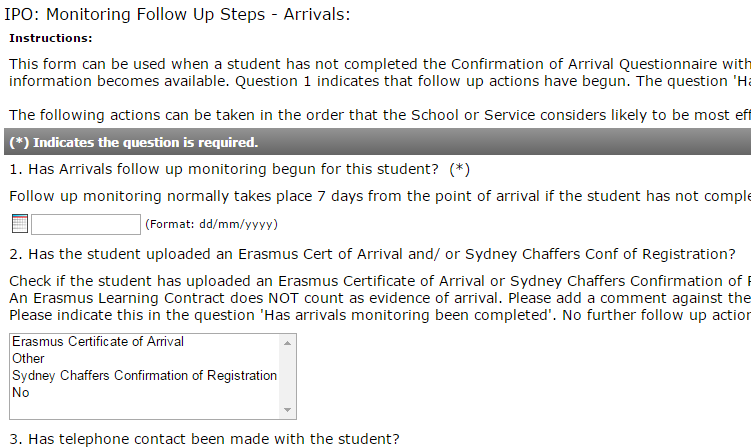 IPO: Monitoring Follow Up Steps - Arrivals:
Instructions:
This form can be used when a student has not completed the Confirmation of Arrival Questionnaire with
information becomes available. Question 1 indicates that follow up actions have begun. The question 'Ha
The following actions can be taken in the order that the School or Service considers likely to be most eff
(*) Indicates the question is required.
1. Has Arrivals follow up monitoring begun for this student? (*)
Follow up monitoring normally takes place 7 days from the point of arrival if the student has not comple
(Format: dd/mm/yyyy)
2. Has the student uploaded an Erasmus Cert of Arrival and/ or Sydney Chaffers Conf of Registration?
Check if the student has uploaded an Erasmus Certificate of Arrival or Sydney Chaffers Confirmation of
An Erasmus Learning Contract does NOT count as evidence of arrival. Please add a comment against the
Please indicate this in the question 'Has arrivals monitoring been completed'. No further follow up action
Erasmus Certificate of Arrival
Other
Sydney Chaffers Confirmation of Registration
No
3. Has telephone contact been made with the student?